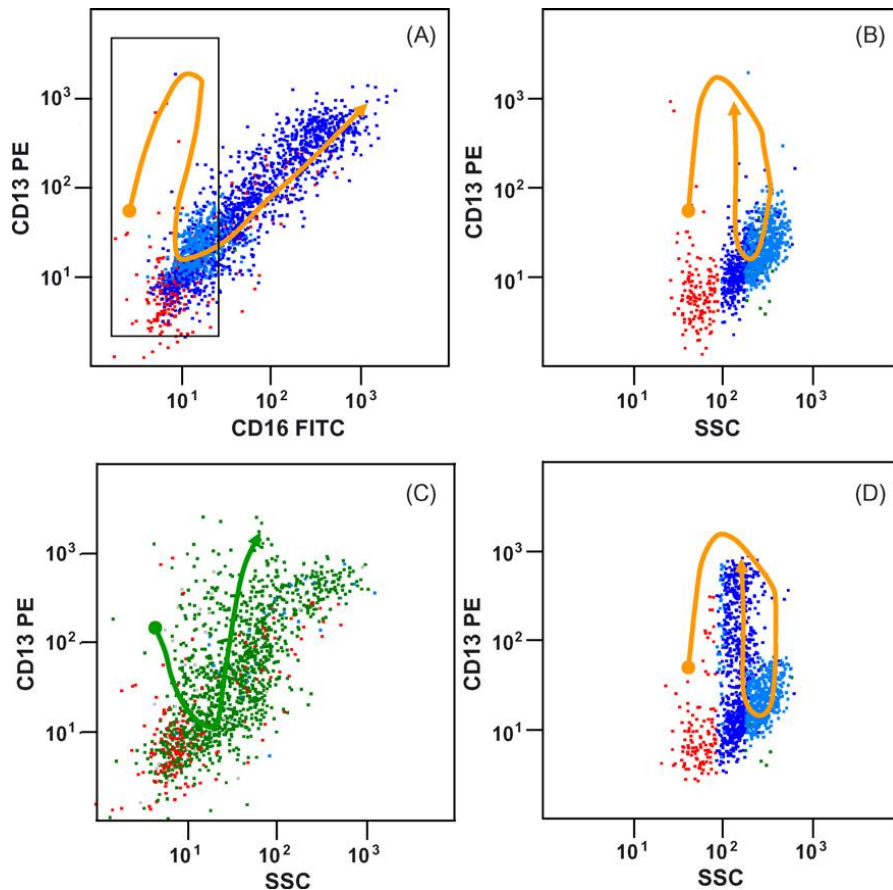 (A)
CD13 PE
10³
10²
10¹
10¹ 10² 10³
CD16 FITC
(B)
CD13 PE
10³
10²
10¹
10¹ 10² 10³
SSC
(C)
CD13 PE
10³
10²
10¹
10¹ 10² 10³
SSC
(D)
CD13 PE
10³
10²
10¹
10¹ 10² 10³
SSC